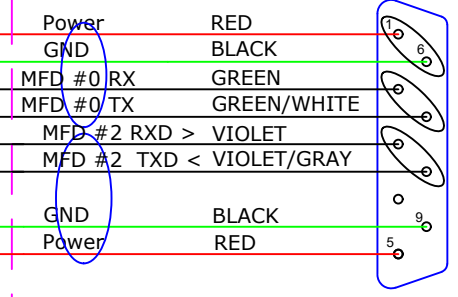 Power RED 1
GND BLACK 6
MFD #0 RX GREEN
MFD #0 TX GREEN/WHITE
MFD #2 RXD > VIOLET
MFD #2 TXD < VIOLET/GRAY
GND BLACK 9
Power RED 5